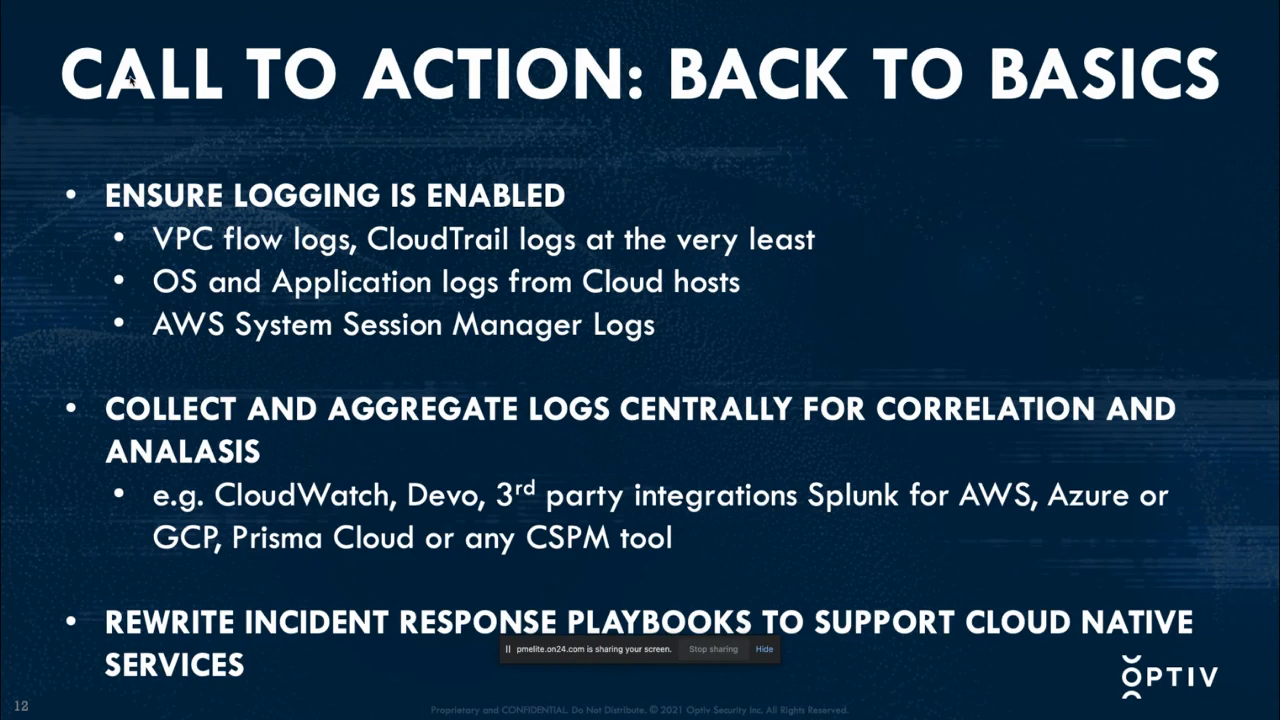 CALL TO ACTION: BACK TO BASICS
• ENSURE LOGGING IS ENABLED
• VPC flow logs, CloudTrail logs at the very least
• OS and Application logs from Cloud hosts
• AWS System Session Manager Logs
• COLLECT AND AGGREGATE LOGS CENTRALLY FOR CORRELATION AND
ANALASIS
• e.g. CloudWatch, Devo, 3rd party integrations Splunk for AWS, Azure or
GCP, Prisma Cloud or any CSPM tool
• REWRITE INCIDENT RESPONSE PLAYBOOKS TO SUPPORT CLOUD NATIVE
SERVICES
pmelite.on24.com is sharing your screen. Stop sharing Hide
OPTIV
12
Proprietary and CONFIDENTIAL. Do Not Distribute. © 2021 Optiv Security Inc. All Rights Reserved.